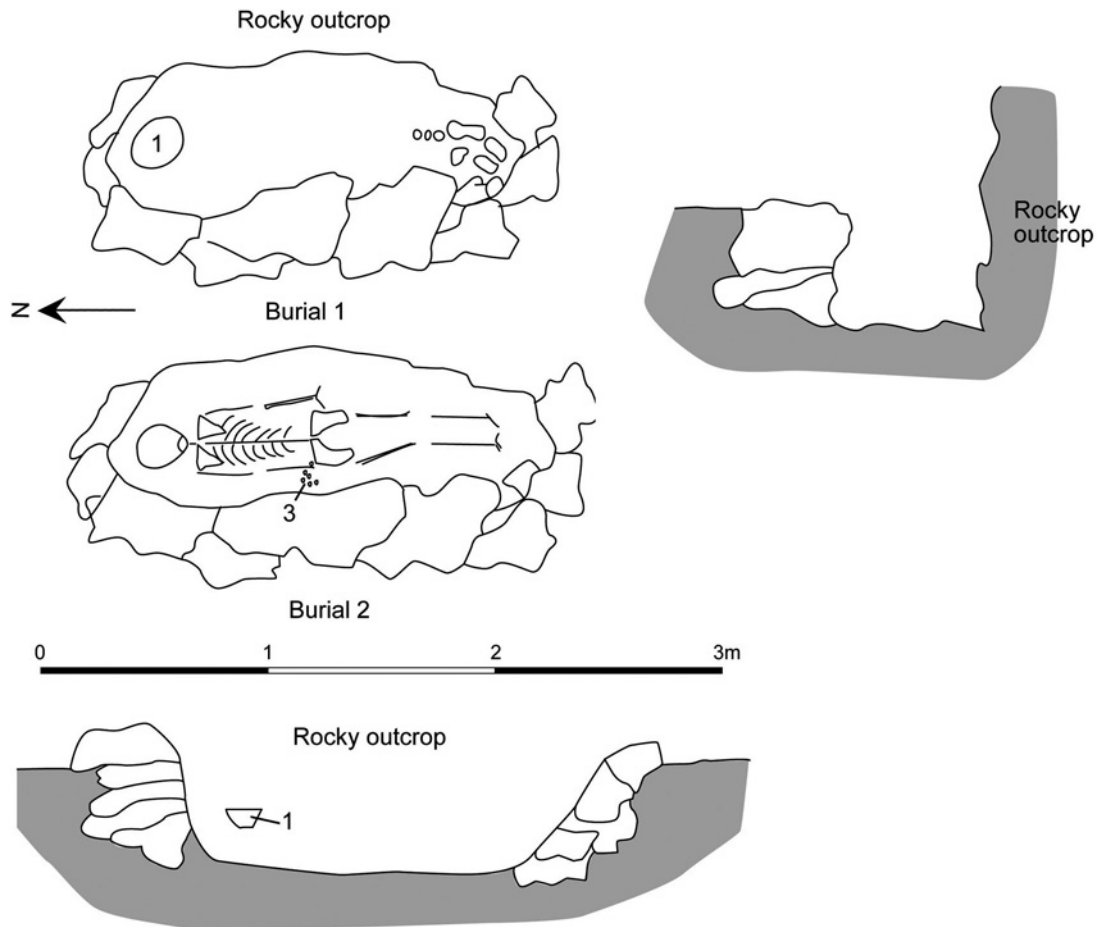 Rocky outcrop
1
N
Burial 1
Rocky
outcrop
3
Burial 2
0 1 2 3m
Rocky outcrop
1